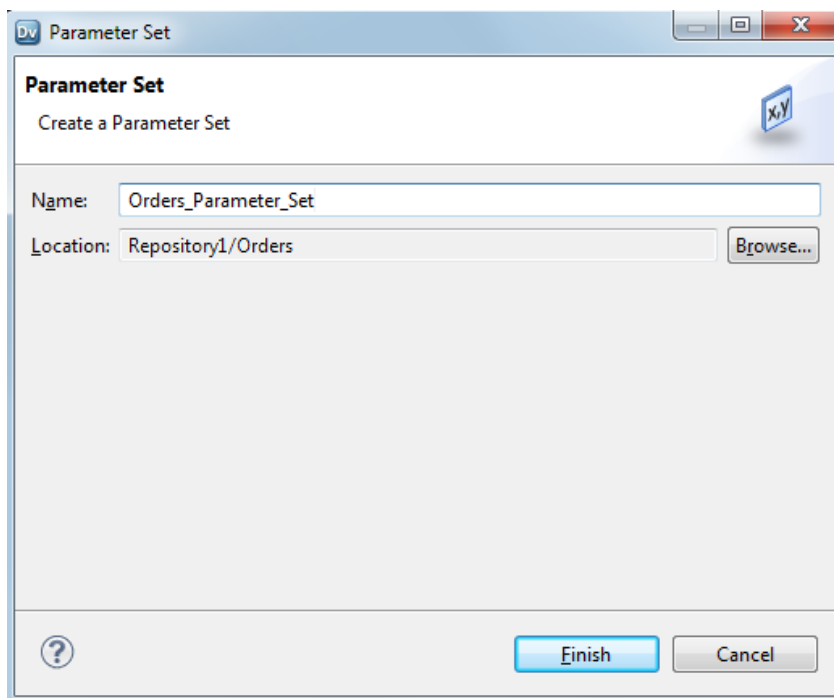 Dv Parameter Set
Parameter Set
Create a Parameter Set
x,y
Name: Orders_Parameter_Set
Location: Repository1/Orders Browse...
? Finish Cancel